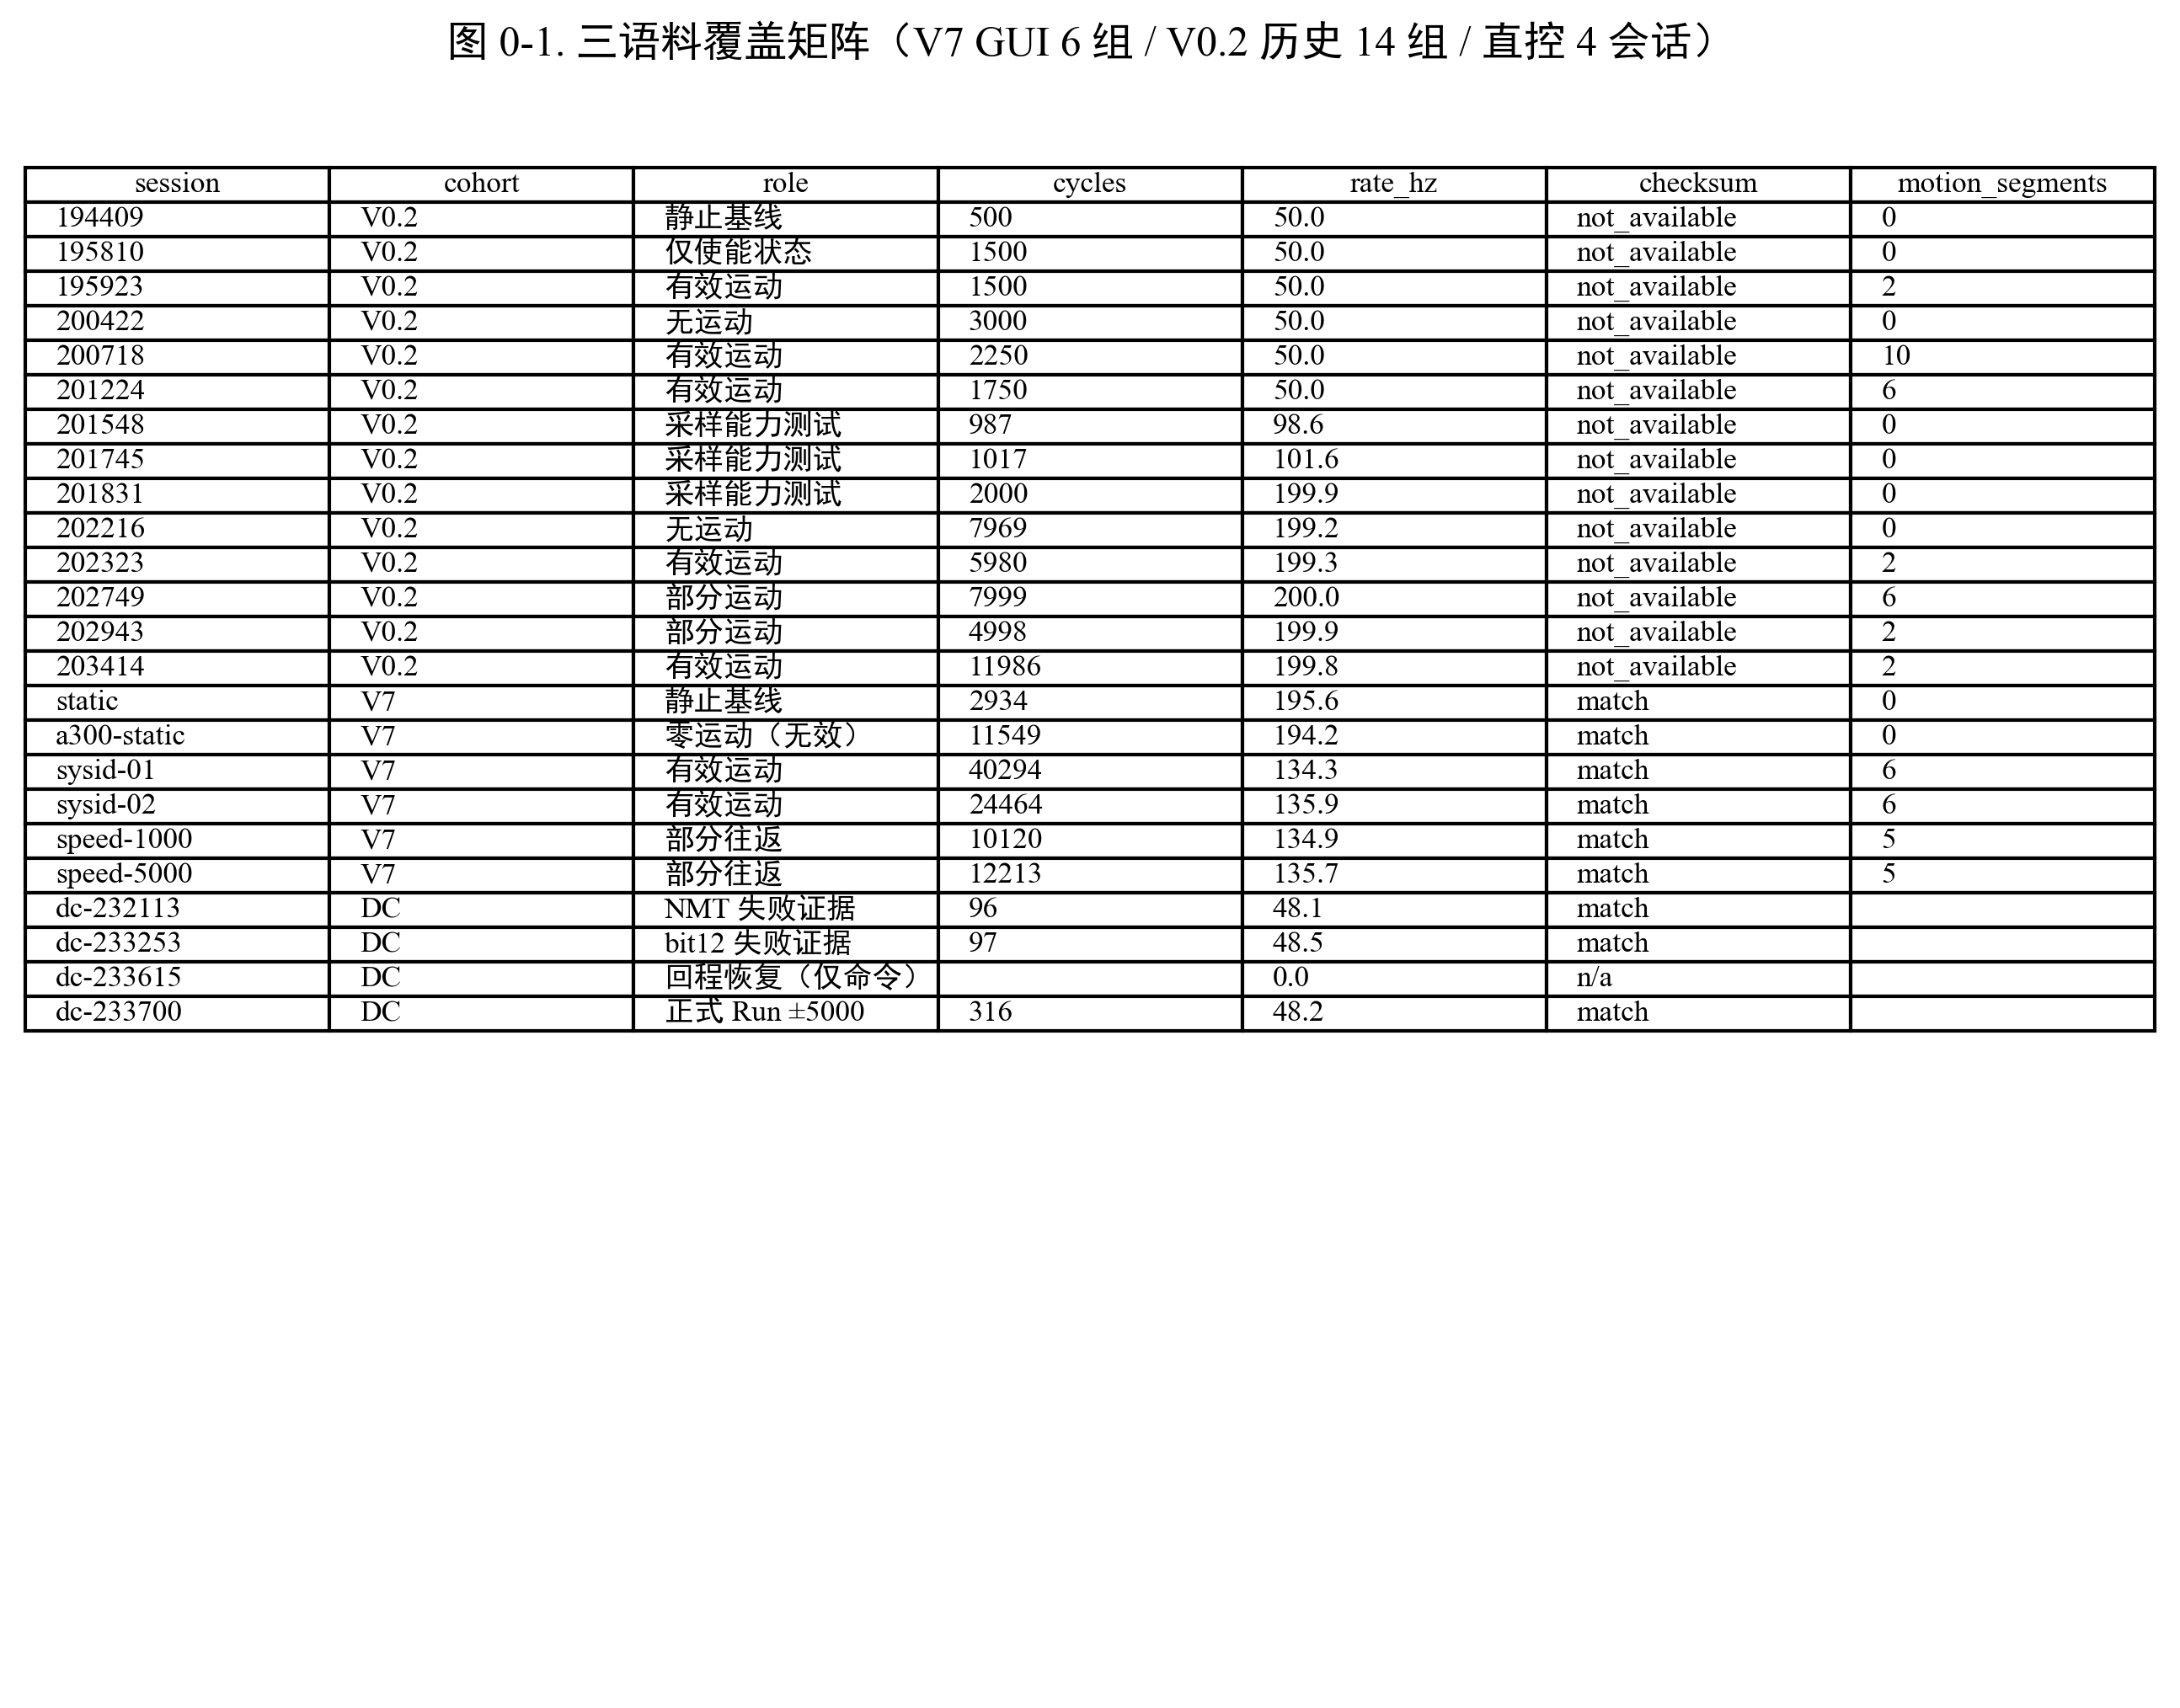 图 0-1. 三语料覆盖矩阵（V7 GUI 6 组 / V0.2 历史 14 组 / 直控 4 会话）
session cohort role cycles rate_hz checksum motion_segments
194409 V0.2 静止基线 500 50.0 not_available 0
195810 V0.2 仅使能状态 1500 50.0 not_available 0
195923 V0.2 有效运动 1500 50.0 not_available 2
200422 V0.2 无运动 3000 50.0 not_available 0
200718 V0.2 有效运动 2250 50.0 not_available 10
201224 V0.2 有效运动 1750 50.0 not_available 6
201548 V0.2 采样能力测试 987 98.6 not_available 0
201745 V0.2 采样能力测试 1017 101.6 not_available 0
201831 V0.2 采样能力测试 2000 199.9 not_available 0
202216 V0.2 无运动 7969 199.2 not_available 0
202323 V0.2 有效运动 5980 199.3 not_available 2
202749 V0.2 部分运动 7999 200.0 not_available 6
202943 V0.2 部分运动 4998 199.9 not_available 2
203414 V0.2 有效运动 11986 199.8 not_available 2
static V7 静止基线 2934 195.6 match 0
a300-static V7 零运动（无效） 11549 194.2 match 0
sysid-01 V7 有效运动 40294 134.3 match 6
sysid-02 V7 有效运动 24464 135.9 match 6
speed-1000 V7 部分往返 10120 134.9 match 5
speed-5000 V7 部分往返 12213 135.7 match 5
dc-232113 DC NMT 失败证据 96 48.1 match
dc-233253 DC bit12 失败证据 97 48.5 match
dc-233615 DC 回程恢复（仅命令） 0.0 n/a
dc-233700 DC 正式 Run ±5000 316 48.2 match